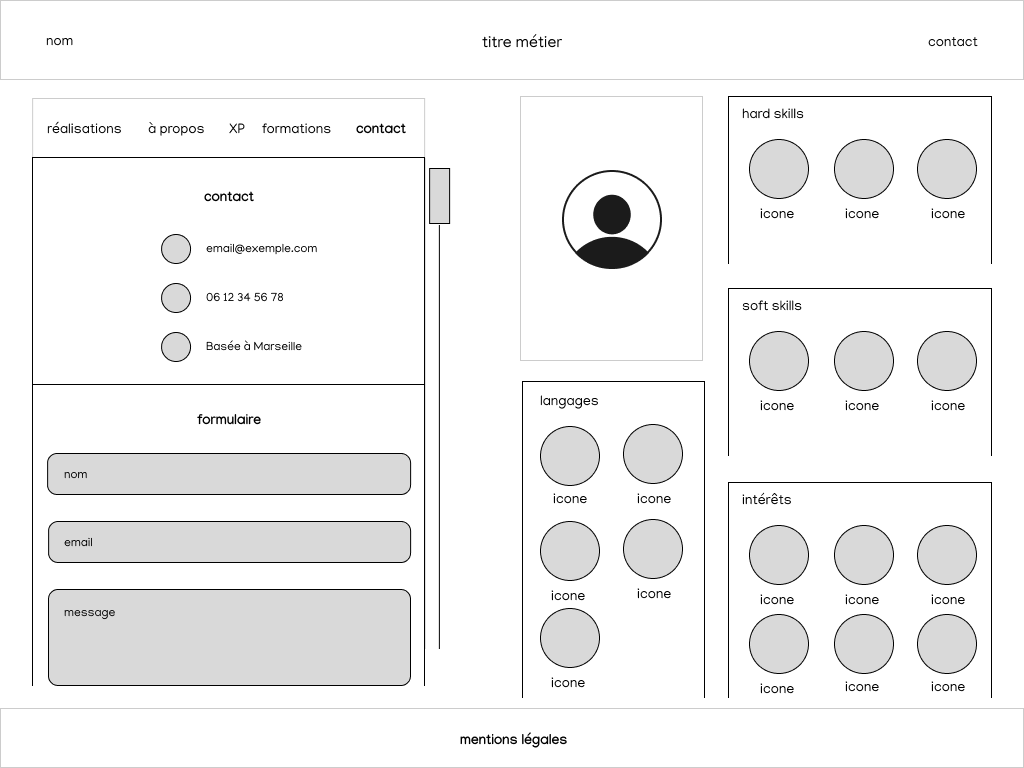 nom
titre métier
contact
réalisations à propos XP formations contact
contact
email@exemple.com
06 12 34 56 78
Basée à Marseille
formulaire
nom
email
message
langages
icone icone
icone icone
icone
hard skills
icone icone icone
soft skills
icone icone icone
intérêts
icone icone icone
icone icone icone
mentions légales